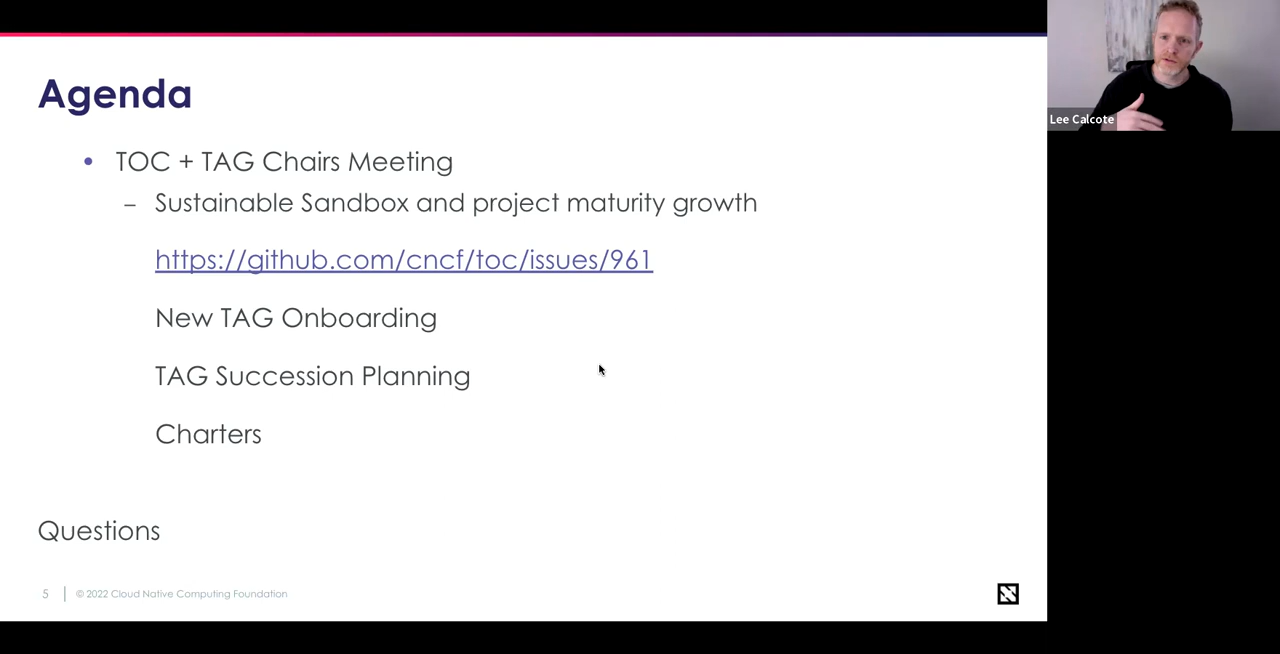 Agenda
• TOC + TAG Chairs Meeting
– Sustainable Sandbox and project maturity growth
https://github.com/cncf/toc/issues/961
New TAG Onboarding
TAG Succession Planning
Charters
Questions
5 | © 2022 Cloud Native Computing Foundation
Lee Calcote